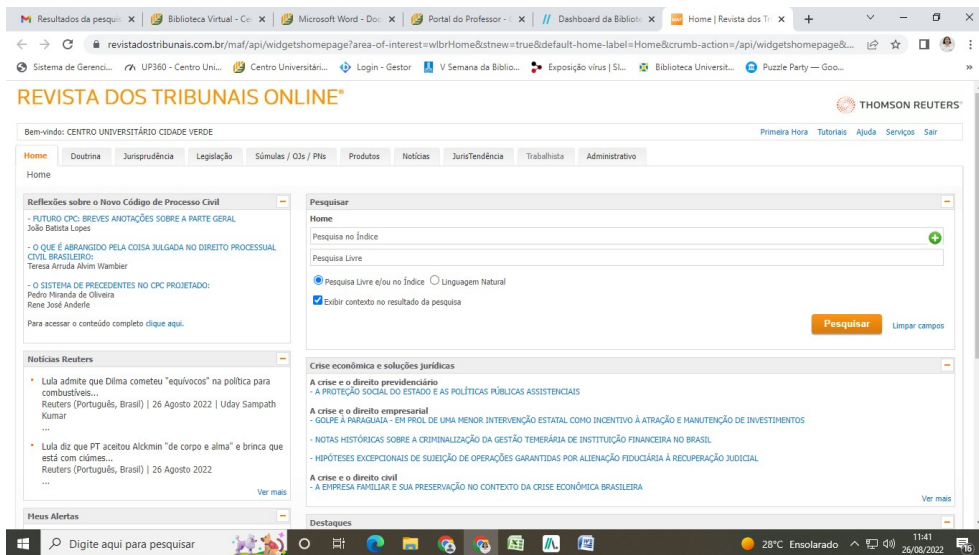 Resultados da pesquis
Biblioteca Virtual - Ce
Microsoft Word - Doc
Portal do Professor -
Dashboard da Bibliote
Home | Revista dos Tri
revistadostribunais.com.br/maf/api/widgetshomepage?area-of-interest=wlbrHome&stnew=true&default-home-label=Home&crumb-action=/api/widgetshomepage&...
Sistema de Gerenci...
UP360 - Centro Uni...
Centro Universitári...
Login - Gestor
V Semana da Biblio...
Exposição vírus | Sl...
Biblioteca Universit...
Puzzle Party — Goo...
REVISTA DOS TRIBUNAIS ONLINE®
THOMSON REUTERS®
Bem-vindo: CENTRO UNIVERSITÁRIO CIDADE VERDE
Primeira Hora Tutoriais Ajuda Serviços Sair
Home Doutrina Jurisprudência Legislação Súmulas / OJs / PNs Produtos Notícias JurisTendência Trabalhista Administrativo
Home
Reflexões sobre o Novo Código de Processo Civil
- FUTURO CPC: BREVES ANOTAÇÕES SOBRE A PARTE GERAL
João Batista Lopes
- O QUE É ABRANGIDO PELA COISA JULGADA NO DIREITO PROCESSUAL
CIVIL BRASILEIRO:
Teresa Arruda Alvim Wambier
- O SISTEMA DE PRECEDENTES NO CPC PROJETADO:
Pedro Miranda de Oliveira
Rene José Anderle
Para acessar o conteúdo completo clique aqui.
Notícias Reuters
Lula admite que Dilma cometeu "equívocos" na política para
combustíveis...
Reuters (Português, Brasil) | 26 Agosto 2022 | Uday Sampath
Kumar
...
Lula diz que PT aceitou Alckmin "de corpo e alma" e brinca que
está com ciúmes...
Reuters (Português, Brasil) | 26 Agosto 2022
...
Ver mais
Meus Alertas
Pesquisar
Home
Pesquisa no Índice
Pesquisa Livre
Pesquisa Livre e/ou no Índice Linguagem Natural
Exibir contexto no resultado da pesquisa
Pesquisar Limpar campos
Crise econômica e soluções jurídicas
A crise e o direito previdenciário
- A PROTEÇÃO SOCIAL DO ESTADO E AS POLÍTICAS PÚBLICAS ASSISTENCIAIS
A crise e o direito empresarial
- GOLPE À PARAGUAIA - EM PROL DE UMA MENOR INTERVENÇÃO ESTATAL COMO INCENTIVO À ATRAÇÃO E MANUTENÇÃO DE INVESTIMENTOS
- NOTAS HISTÓRICAS SOBRE A CRIMINALIZAÇÃO DA GESTÃO TEMERÁRIA DE INSTITUIÇÃO FINANCEIRA NO BRASIL
- HIPÓTESES EXCEPCIONAIS DE SUJEIÇÃO DE OPERAÇÕES GARANTIDAS POR ALIENAÇÃO FIDUCIÁRIA À RECUPERAÇÃO JUDICIAL
A crise e o direito civil
- A EMPRESA FAMILIAR E SUA PRESERVAÇÃO NO CONTEXTO DA CRISE ECONÔMICA BRASILEIRA
Ver mais
Destaques
Digite aqui para pesquisar
28°C Ensolarado
11:41
26/08/2022